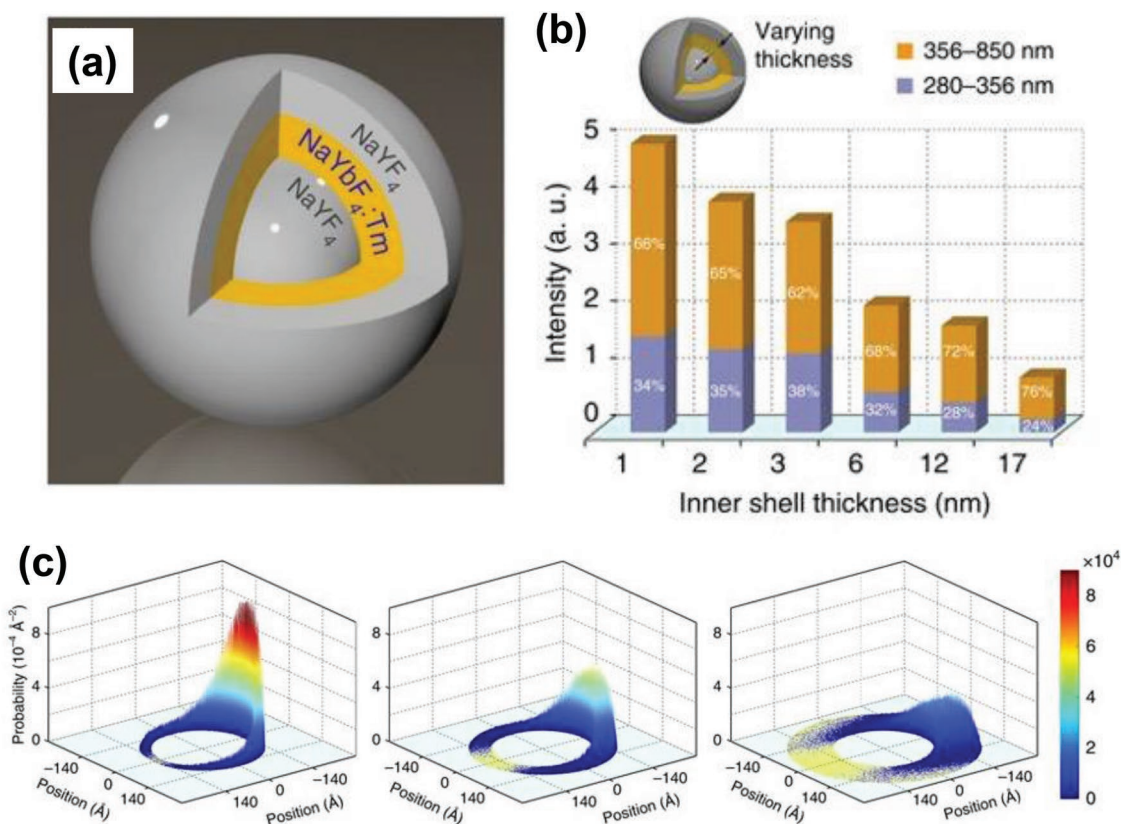 (a)
NaYF4
NaYbF4:Tm
NaYF4
(b)
Varying
thickness
356–850 nm
280–356 nm
Intensity (a. u.)
5
4
3
2
1
0
66%
65%
62%
68%
72%
76%
34%
35%
38%
32%
28%
24%
1 2 3 6 12 17
Inner shell thickness (nm)
(c)
Probability (10⁻⁴ Å⁻²)
8
4
0
−140
0
140
Position (Å)
140
0
−140
Position (Å)
8
4
0
−140
0
140
Position (Å)
140
0
−140
Position (Å)
8
4
0
−140
0
140
Position (Å)
140
0
−140
Position (Å)
×10⁴
8
6
4
2
0